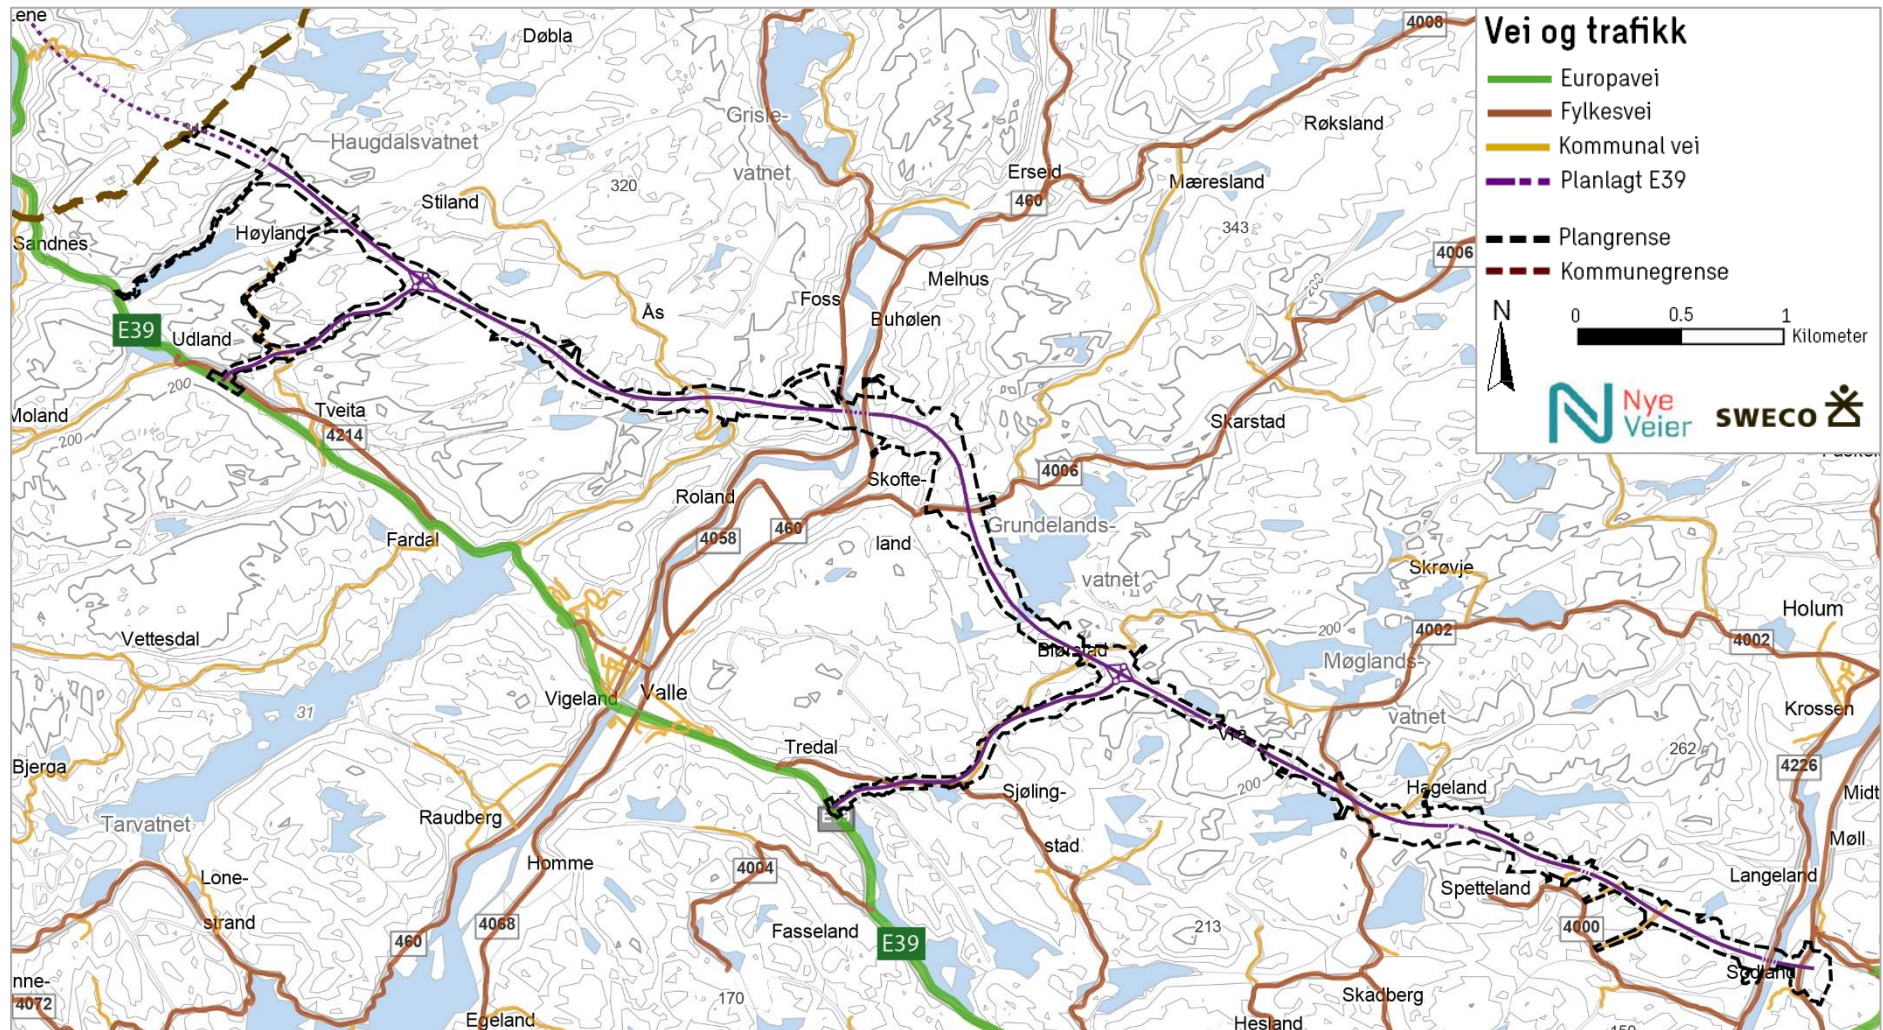 Lene
Døbla
4008
Vei og trafikk
Europavei
Fylkesvei
Kommunal vei
Planlagt E39
Plangrense
Kommunegrense
N
0 0.5 1
Kilometer
Nye
Veier
SWECO
Grisle-
vatnet
Haugdalsvatnet
Røksland
320
Stiland
Erseid
460
Mæresland
343
Sandnes
Høyland
4006
Melhus
200
Foss
Ås
Buhølen
E39
Udland
200
Moland
Tveita
4214
200
Skarstad
4006
Skofte-
land
Roland
460
4058
Grundelands-
vatnet
Fardal
Skrøvje
Holum
200
4002
4002
Vettesdal
Møglands-
vatnet
Vigeland
Valle
31
Krossen
Tredal
262
4226
Bjerga
Hageland
Midt
200
Sjøling-
stad
Raudberg
Tarvatnet
Møll
Homme
4004
Langeland
Lone-
strand
Spetteland
4068
460
Fasseland
213
4000
E39
nne-
4072
Sødland
170
Skadberg
Egeland
Hesland